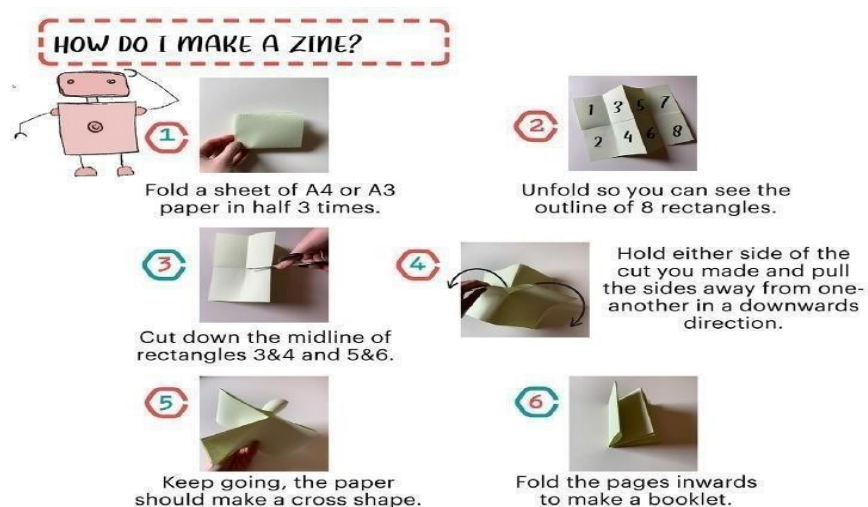 HOW DO I MAKE A ZINE?
1
Fold a sheet of A4 or A3
paper in half 3 times.
2
1 3 5 7
2 4 6 8
Unfold so you can see the
outline of 8 rectangles.
3
Cut down the midline of
rectangles 3&4 and 5&6.
4
Hold either side of the
cut you made and pull
the sides away from one-
another in a downwards
direction.
5
Keep going, the paper
should make a cross shape.
6
Fold the pages inwards
to make a booklet.